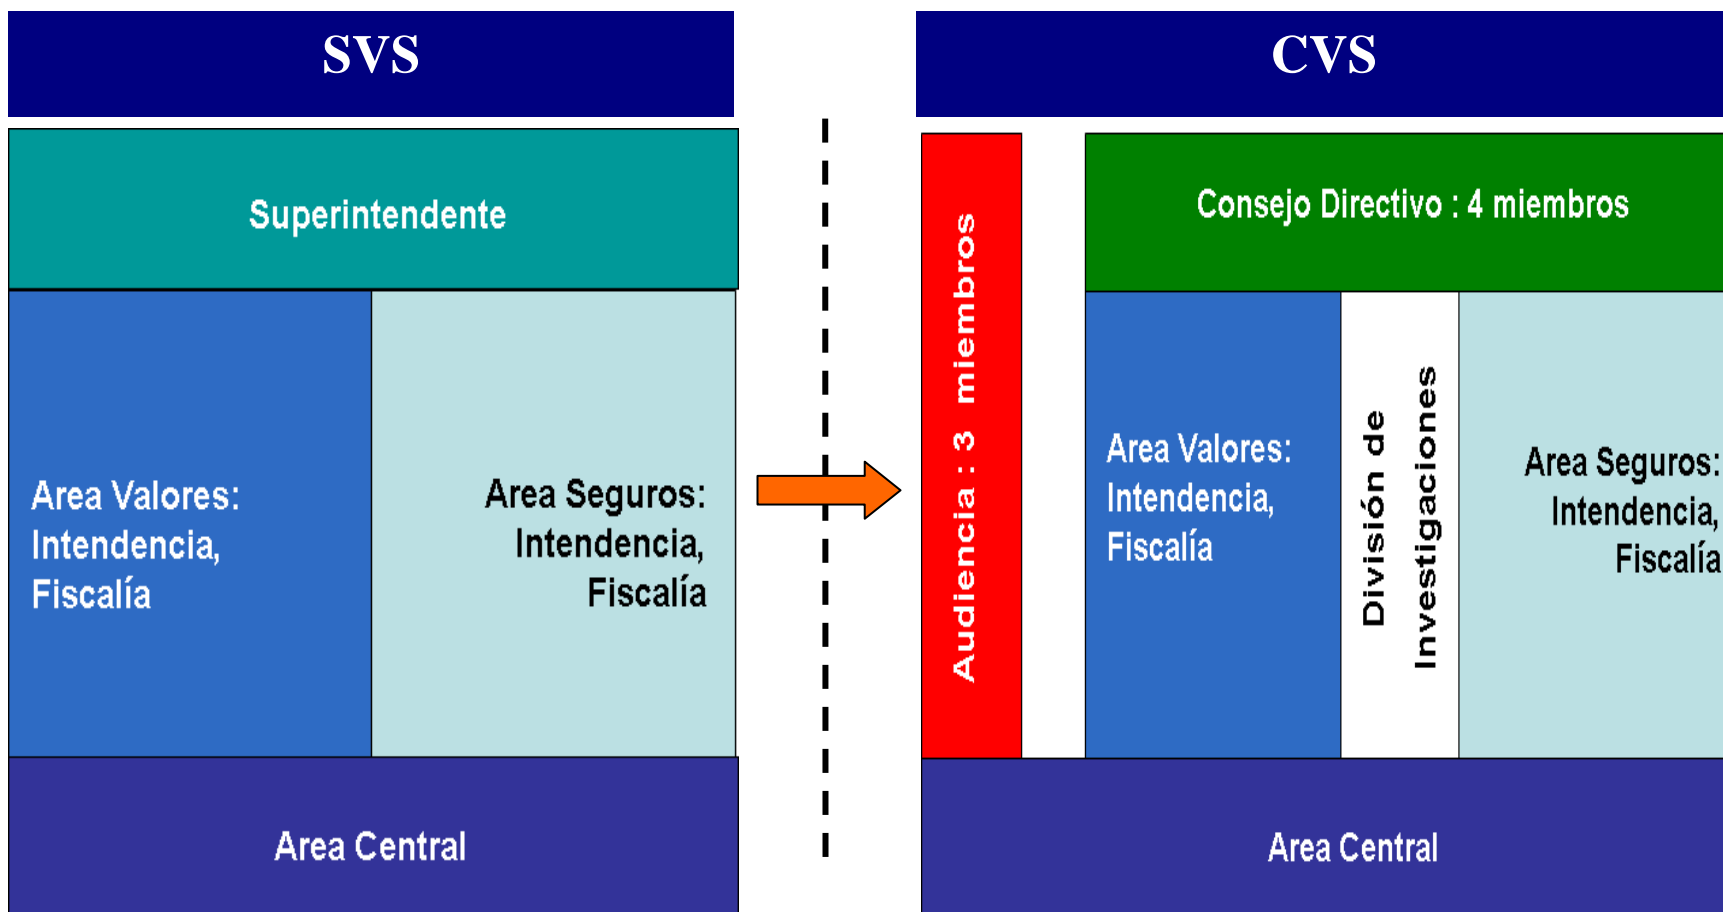 SVS
Superintendente
Area Valores:
Intendencia,
Fiscalía
Area Seguros:
Intendencia,
Fiscalía
Area Central
CVS
Audiencia : 3 miembros
Consejo Directivo : 4 miembros
Area Valores:
Intendencia,
Fiscalía
División de
Investigaciones
Area Seguros:
Intendencia,
Fiscalía
Area Central